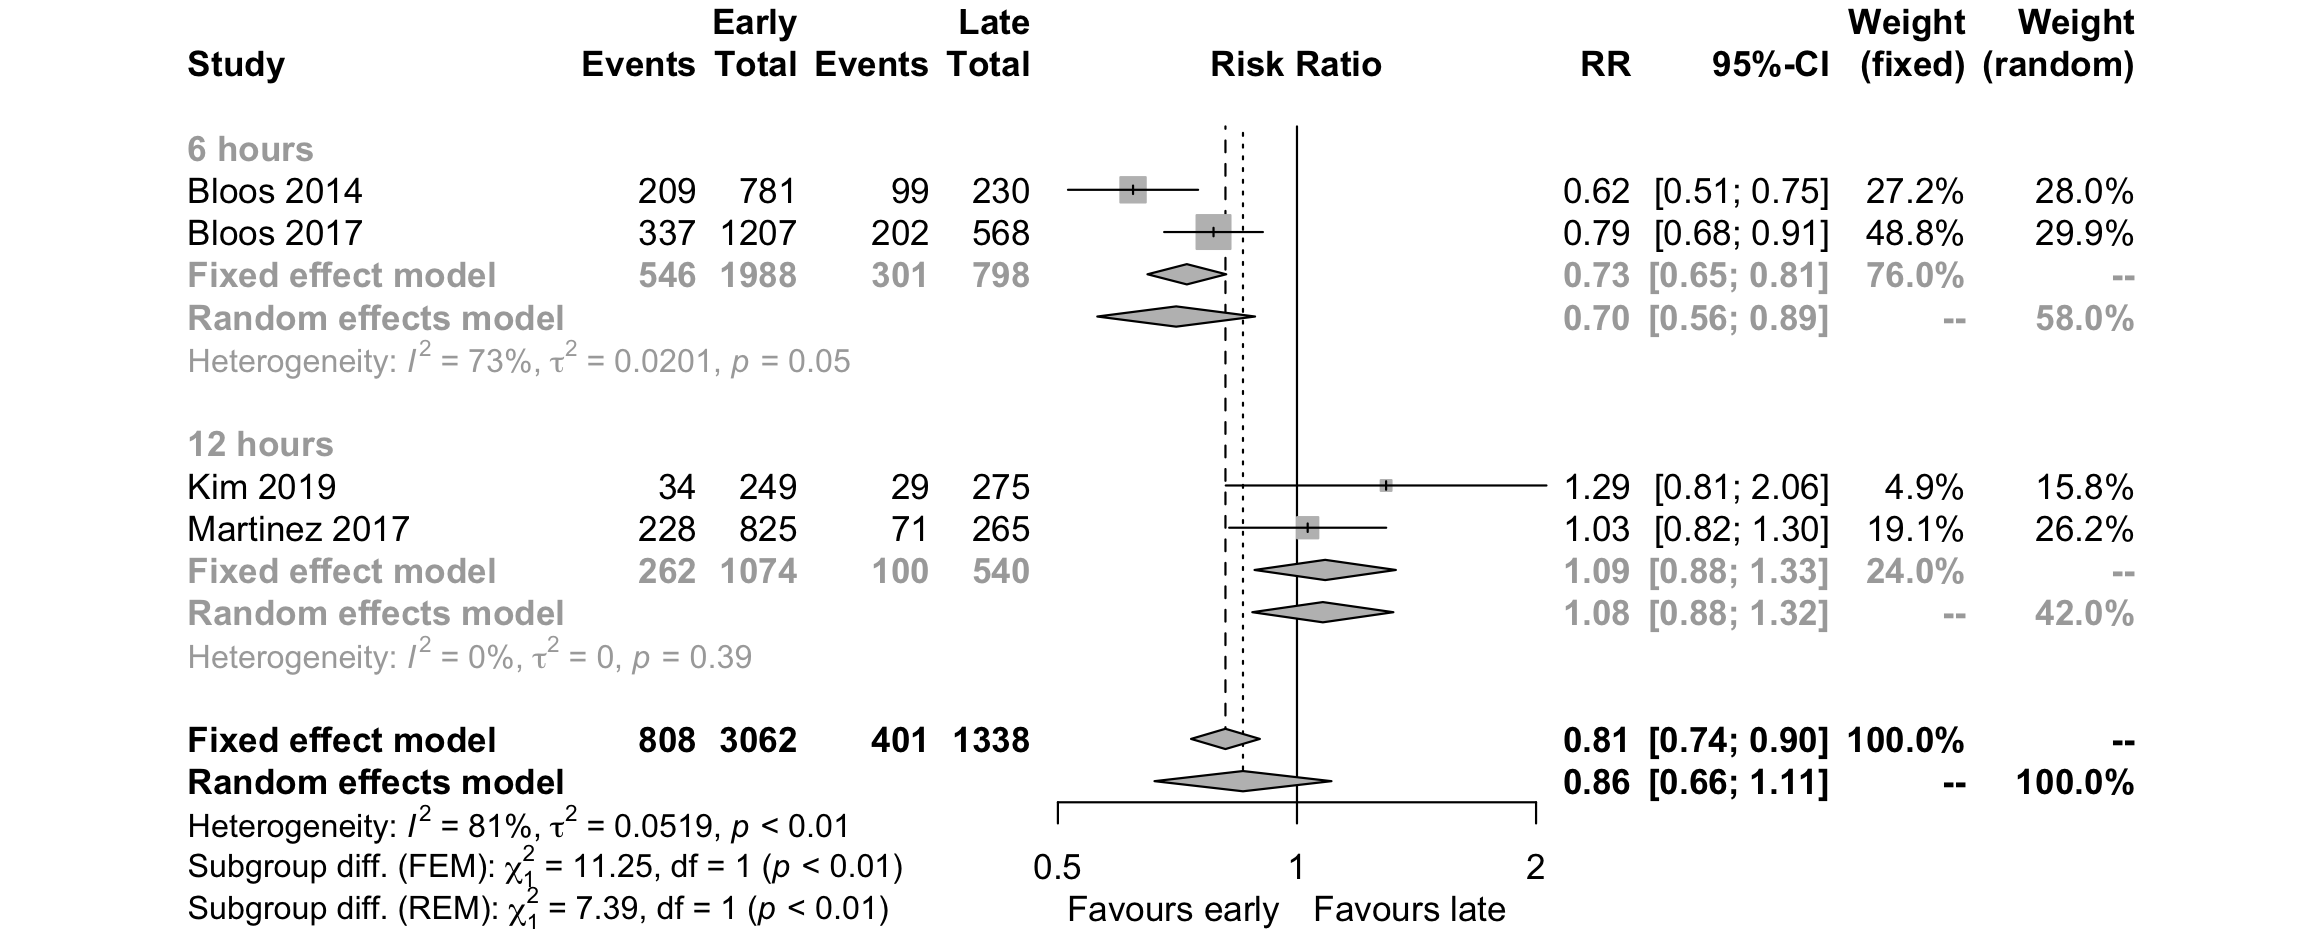 Early Late Weight Weight
Study Events Total Events Total Risk Ratio RR 95%-CI (fixed) (random)
6 hours
Bloos 2014 209 781 99 230 0.62 [0.51; 0.75] 27.2% 28.0%
Bloos 2017 337 1207 202 568 0.79 [0.68; 0.91] 48.8% 29.9%
Fixed effect model 546 1988 301 798 0.73 [0.65; 0.81] 76.0% --
Random effects model 0.70 [0.56; 0.89] -- 58.0%
Heterogeneity: I² = 73%, τ² = 0.0201, p = 0.05
12 hours
Kim 2019 34 249 29 275 1.29 [0.81; 2.06] 4.9% 15.8%
Martinez 2017 228 825 71 265 1.03 [0.82; 1.30] 19.1% 26.2%
Fixed effect model 262 1074 100 540 1.09 [0.88; 1.33] 24.0% --
Random effects model 1.08 [0.88; 1.32] -- 42.0%
Heterogeneity: I² = 0%, τ² = 0, p = 0.39
Fixed effect model 808 3062 401 1338 0.81 [0.74; 0.90] 100.0% --
Random effects model 0.86 [0.66; 1.11] -- 100.0%
Heterogeneity: I² = 81%, τ² = 0.0519, p < 0.01
Subgroup diff. (FEM): χ₁² = 11.25, df = 1 (p < 0.01) 0.5 1 2
Subgroup diff. (REM): χ₁² = 7.39, df = 1 (p < 0.01) Favours early Favours late